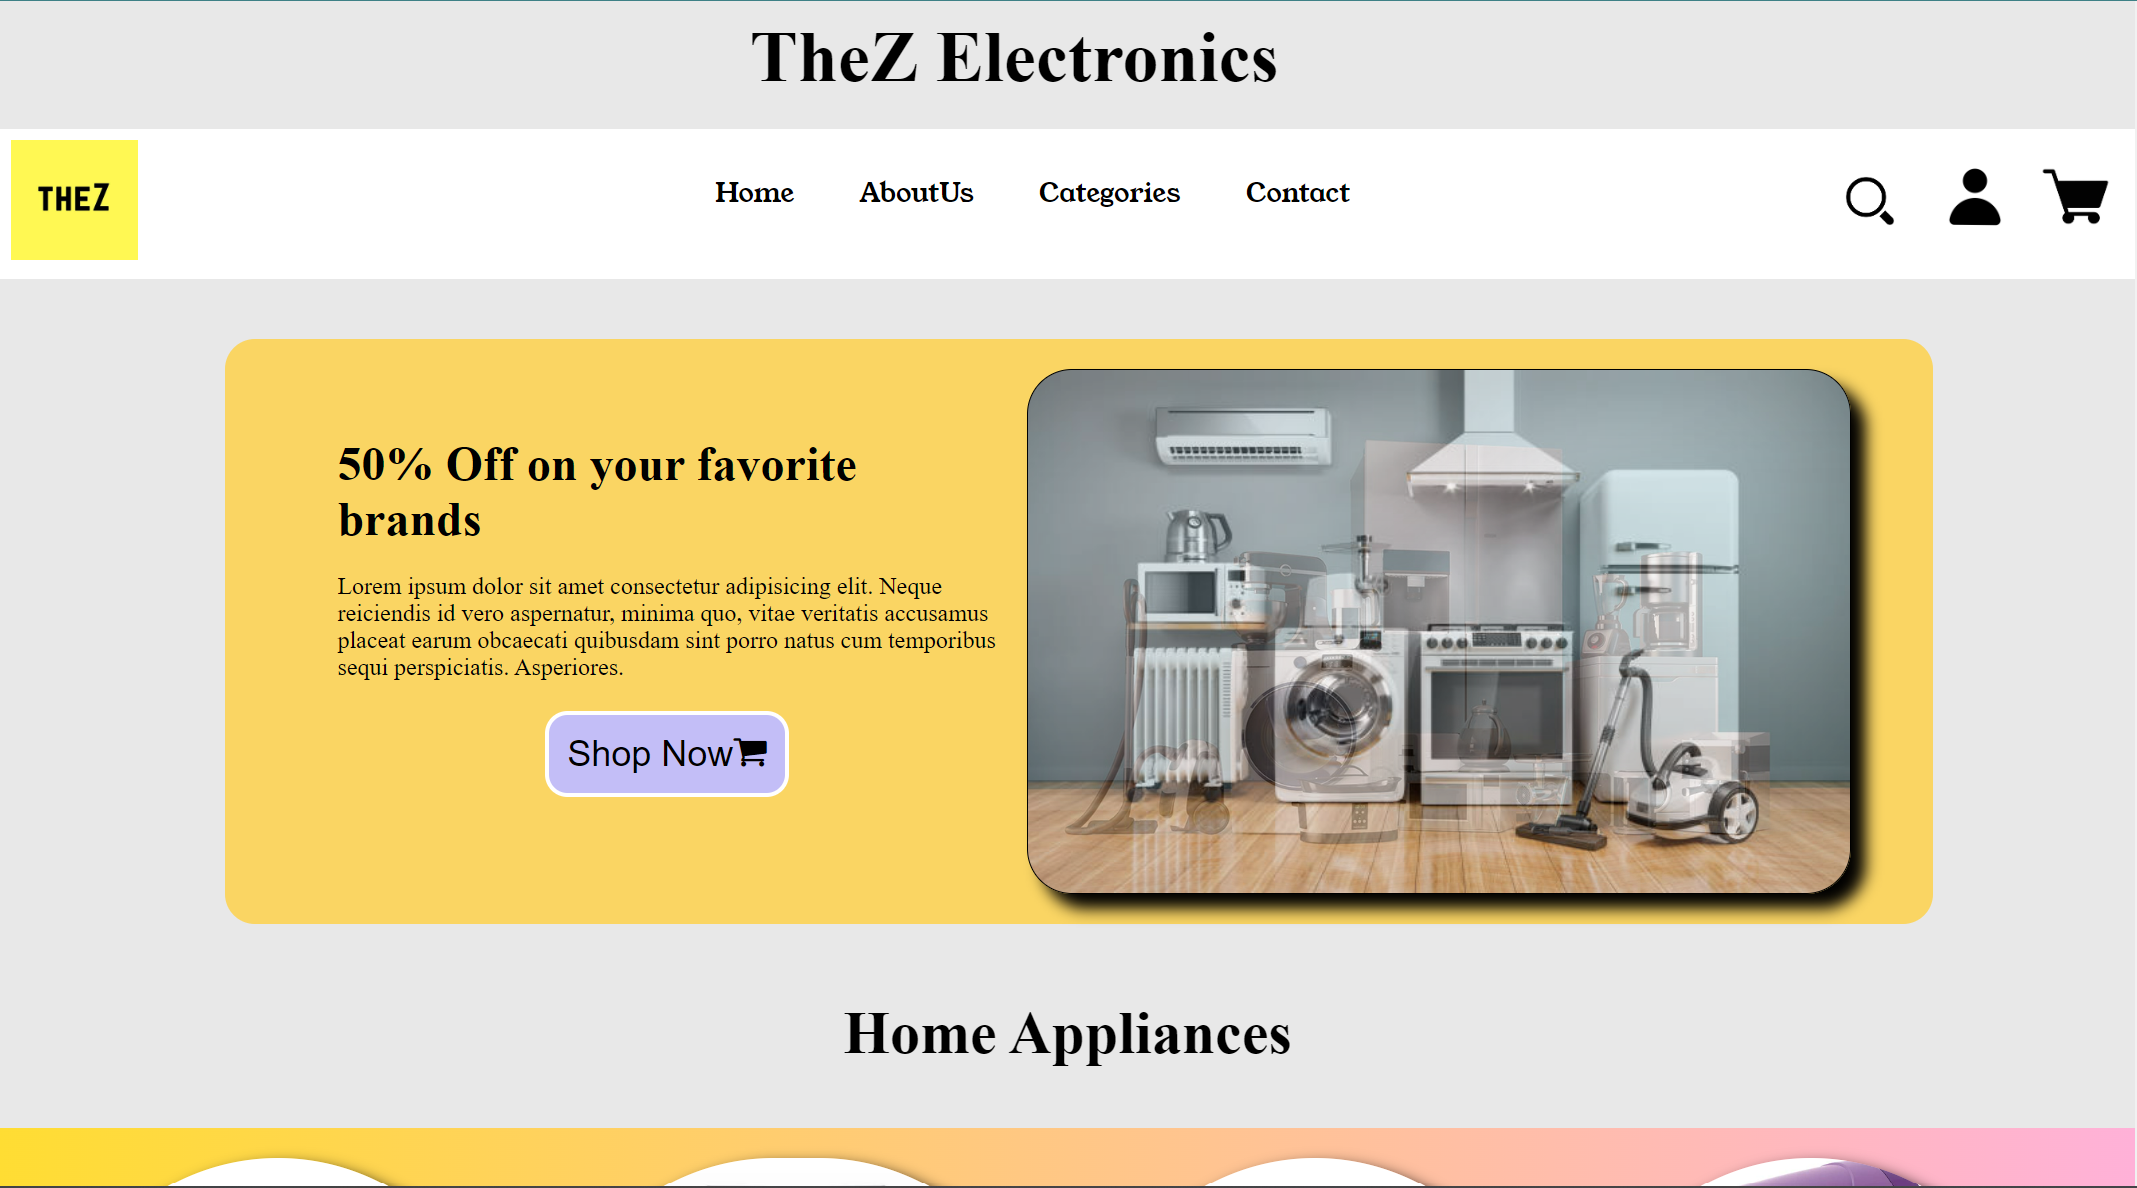 TheZ Electronics
THEZ
Home
AboutUs
Categories
Contact
50% Off on your favorite
brands
Lorem ipsum dolor sit amet consectetur adipisicing elit. Neque
reiciendis id vero aspernatur, minima quo, vitae veritatis accusamus
placeat earum obcaecati quibusdam sint porro natus cum temporibus
sequi perspiciatis. Asperiores.
Shop Now
Home Appliances